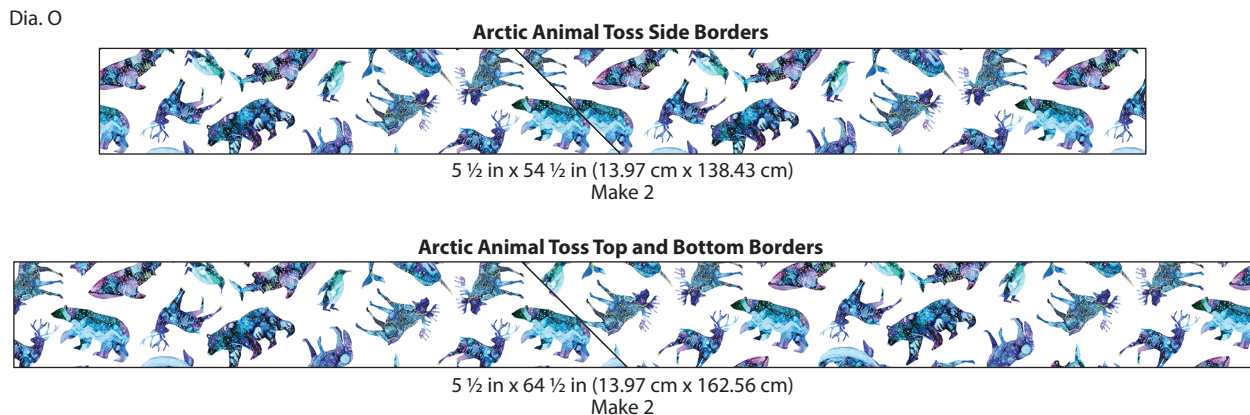 Dia. O
Arctic Animal Toss Side Borders
5 ½ in x 54 ½ in (13.97 cm x 138.43 cm)
Make 2
Arctic Animal Toss Top and Bottom Borders
5 ½ in x 64 ½ in (13.97 cm x 162.56 cm)
Make 2